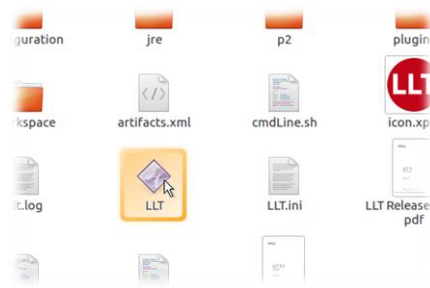 guration
jre
p2
plugin
kspace
artifacts.xml
cmdLine.sh
LLT
icon.xp
lt.log
LLT
LLT.ini
LLT Release
pdf